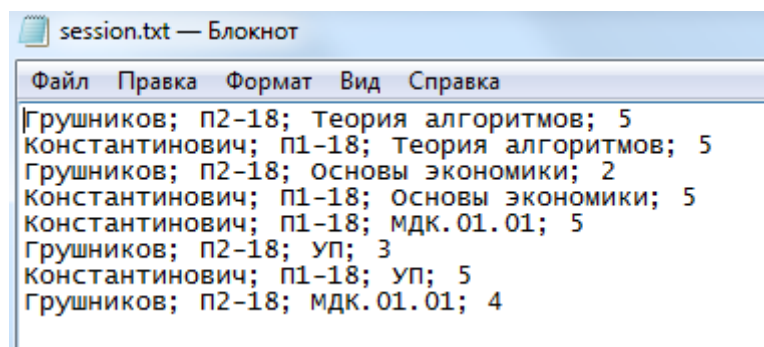 session.txt — Блокнот
Файл Правка Формат Вид Справка
Грушников; П2-18; Теория алгоритмов; 5
Константинович; П1-18; Теория алгоритмов; 5
Грушников; П2-18; Основы экономики; 2
Константинович; П1-18; Основы экономики; 5
Константинович; П1-18; МДК.01.01; 5
Грушников; П2-18; УП; 3
Константинович; П1-18; УП; 5
Грушников; П2-18; МДК.01.01; 4